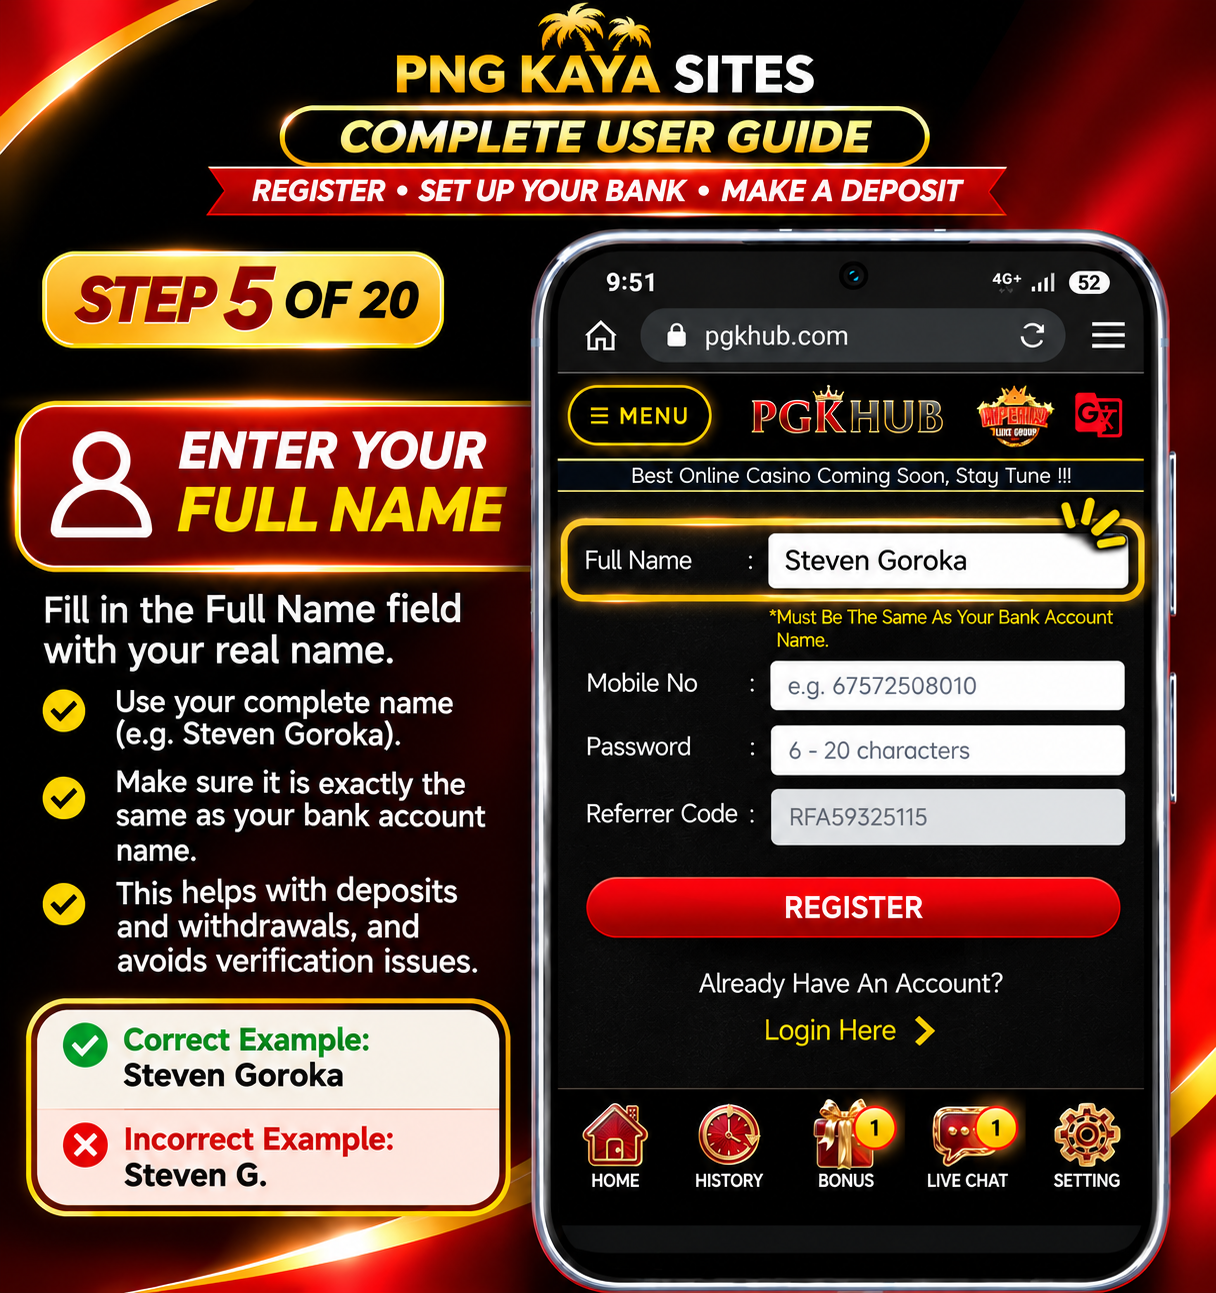 PNG KAYA SITES
COMPLETE USER GUIDE
REGISTER • SET UP YOUR BANK • MAKE A DEPOSIT
STEP 5 OF 20
ENTER YOUR
FULL NAME
Fill in the Full Name field
with your real name.
Use your complete name
(e.g. Steven Goroka).
Make sure it is exactly the
same as your bank account
name.
This helps with deposits
and withdrawals, and
avoids verification issues.
Correct Example:
Steven Goroka
Incorrect Example:
Steven G.
9:51
4G+
52
pgkhub.com
☰ MENU
PGKHUB
G
Best Online Casino Coming Soon, Stay Tune !!!
Full Name : Steven Goroka
*Must Be The Same As Your Bank Account
Name.
Mobile No : e.g. 67572508010
Password : 6 - 20 characters
Referrer Code : RFA59325115
REGISTER
Already Have An Account?
Login Here
1
1
HOME
HISTORY
BONUS
LIVE CHAT
SETTING